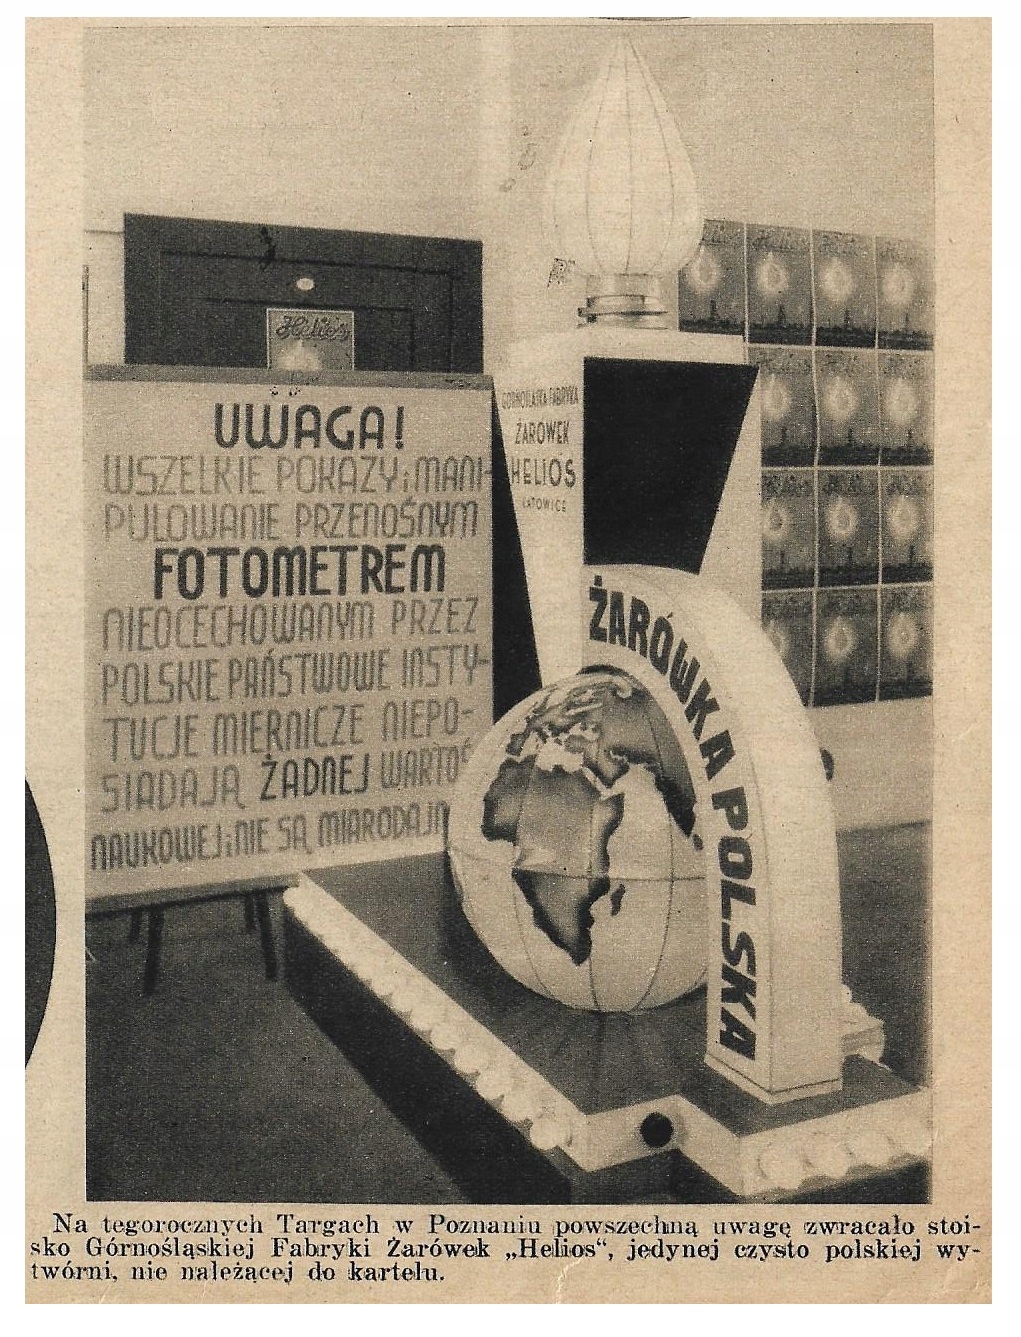 Helios
UWAGA!
WSZELKIE POKAZY i MANI-
PULOWANIE PRZENOŚNYM
FOTOMETREM
NIEOCECHOWANYM PRZEZ
POLSKIE PAŃSTWOWE INSTY-
TUCJE MIERNICZE NIEPO-
SIADAJĄ ŻADNEJ WARTOŚ
NAUKOWEJ i NIE SĄ MIARODAJN
GÓRNOŚLĄSKA FABRYKA
ŻARÓWEK
HELIOS
KATOWICE
ŻARÓWKA POLSKA
Na tegorocznych Targach w Poznaniu powszechną uwagę zwracało stoi-
sko Górnośląskiej Fabryki Żarówek „Helios“, jedynej czysto polskiej wy-
twórni, nie należącej do kartelu.